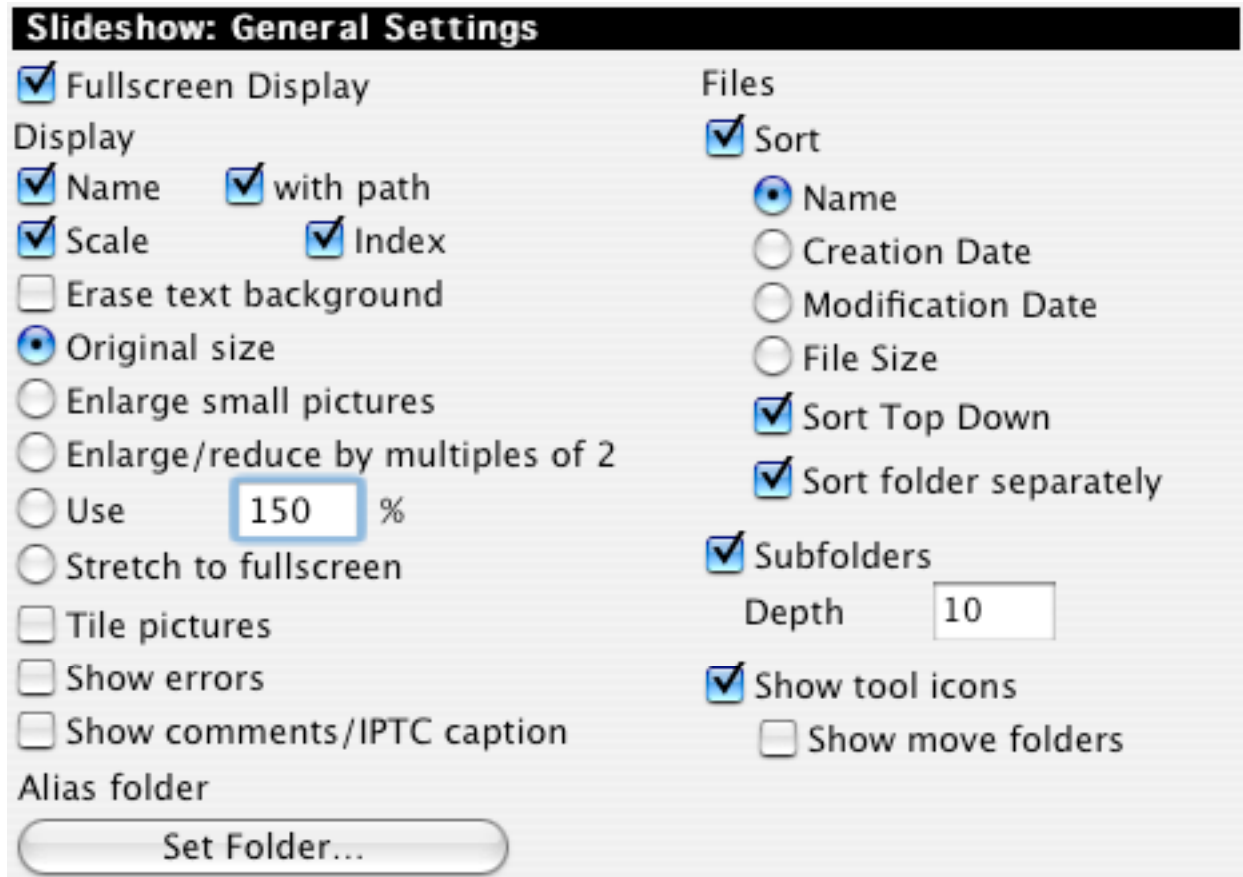 Slideshow: General Settings
Fullscreen Display
Display
Name with path
Scale Index
Erase text background
Original size
Enlarge small pictures
Enlarge/reduce by multiples of 2
Use 150 %
Stretch to fullscreen
Tile pictures
Show errors
Show comments/IPTC caption
Alias folder
Set Folder...
Files
Sort
Name
Creation Date
Modification Date
File Size
Sort Top Down
Sort folder separately
Subfolders
Depth 10
Show tool icons
Show move folders